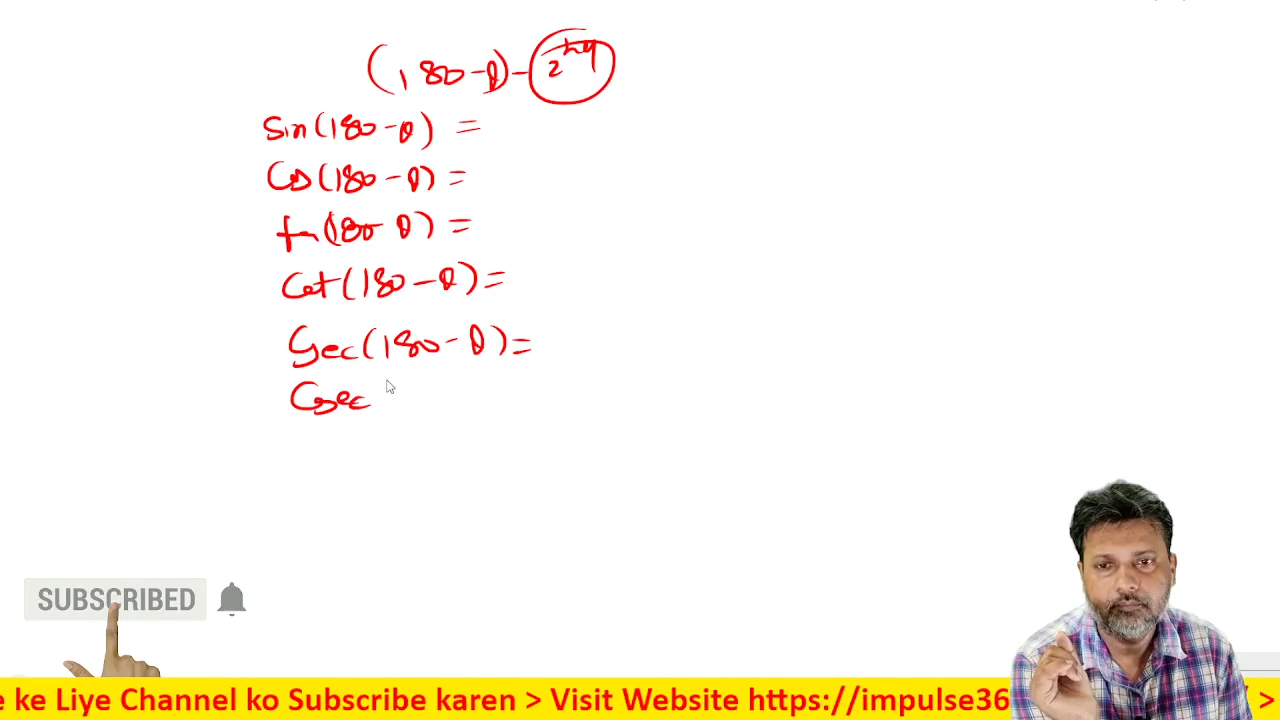 (180-θ)-2nd
sin(180-θ) =
Cos(180-θ) =
tan(180-θ) =
Cot(180-θ) =
Sec(180-θ) =
Cosec
SUBSCRIBED
e ke Liye Channel ko Subscribe karen > Visit Website https://impulse36 / >